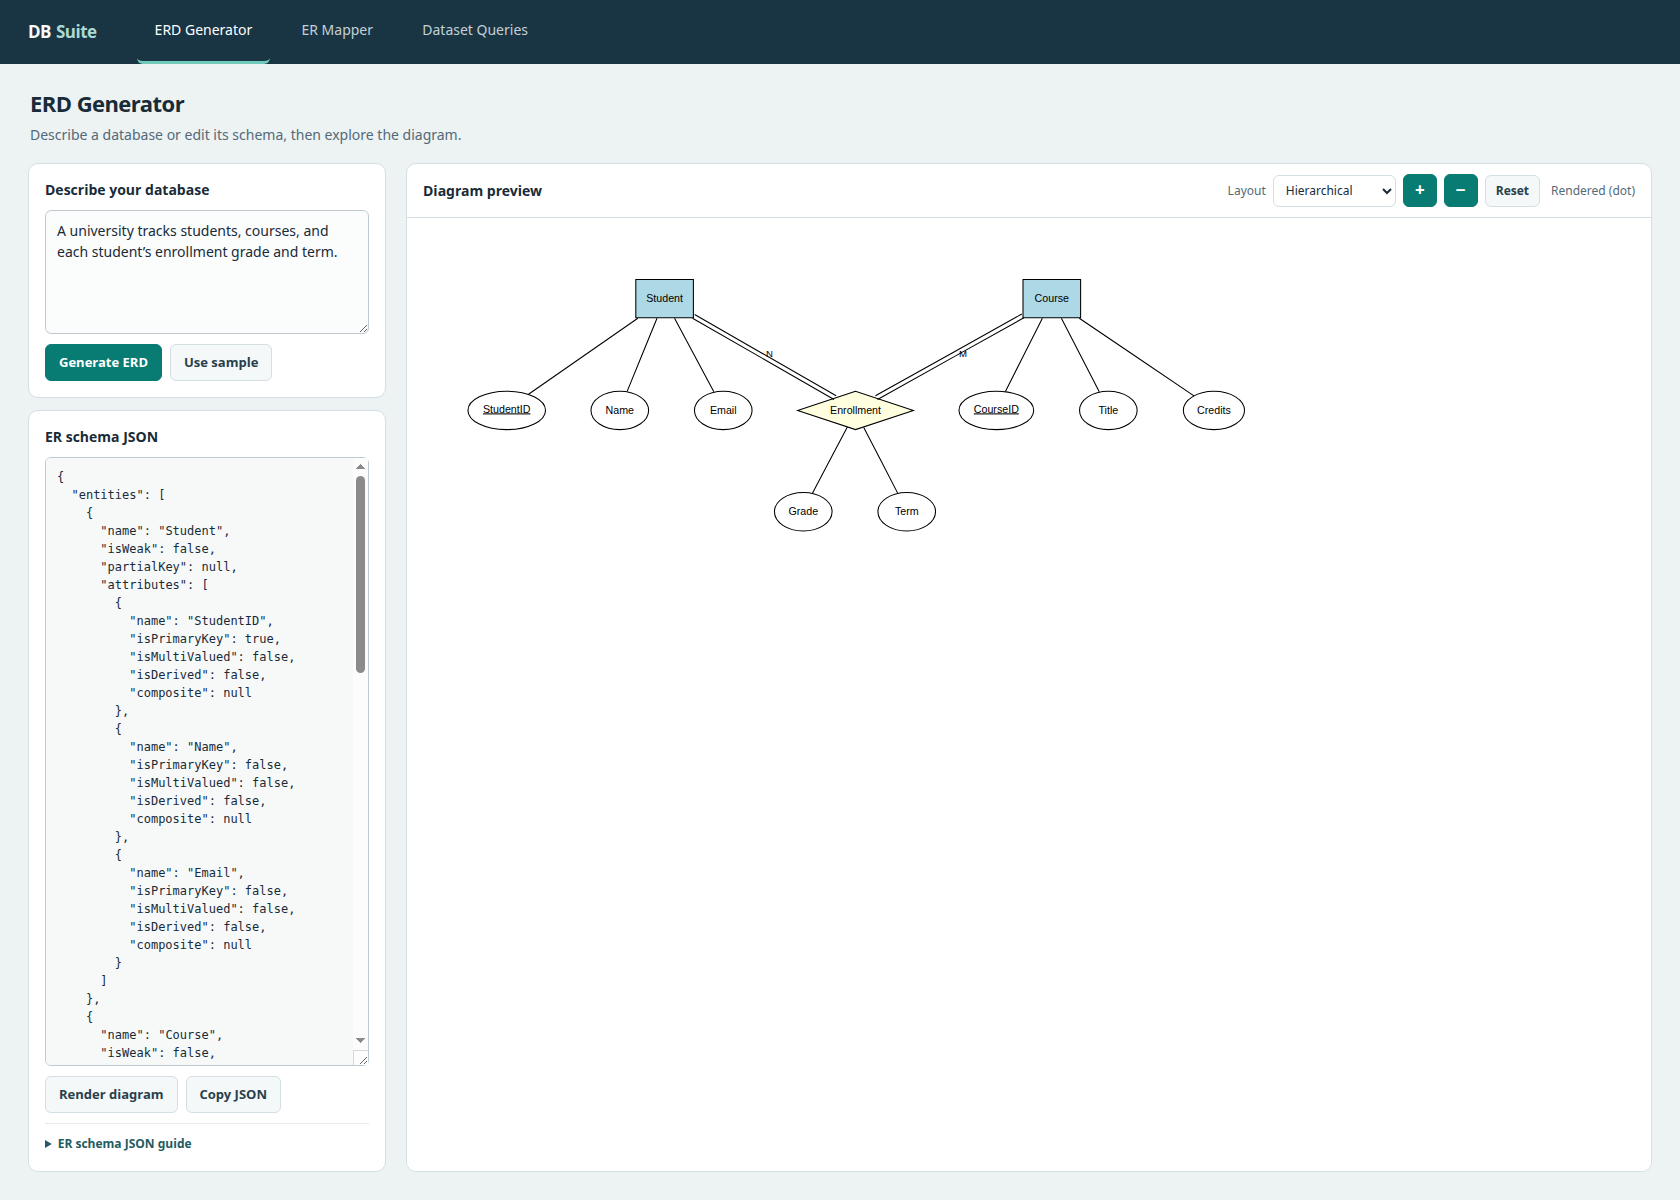 DB Suite
ERD Generator
ER Mapper
Dataset Queries
ERD Generator
Describe a database or edit its schema, then explore the diagram.
Describe your database
A university tracks students, courses, and
each student’s enrollment grade and term.
Generate ERD
Use sample
ER schema JSON
{
  "entities": [
    {
      "name": "Student",
      "isWeak": false,
      "partialKey": null,
      "attributes": [
        {
          "name": "StudentID",
          "isPrimaryKey": true,
          "isMultiValued": false,
          "isDerived": false,
          "composite": null
        },
        {
          "name": "Name",
          "isPrimaryKey": false,
          "isMultiValued": false,
          "isDerived": false,
          "composite": null
        },
        {
          "name": "Email",
          "isPrimaryKey": false,
          "isMultiValued": false,
          "isDerived": false,
          "composite": null
        }
      ]
    },
    {
      "name": "Course",
      "isWeak": false,
Render diagram
Copy JSON
ER schema JSON guide
Diagram preview
Layout
Hierarchical
+
−
Reset
Rendered (dot)
Student
Course
N
M
StudentID
Name
Email
Enrollment
CourseID
Title
Credits
Grade
Term